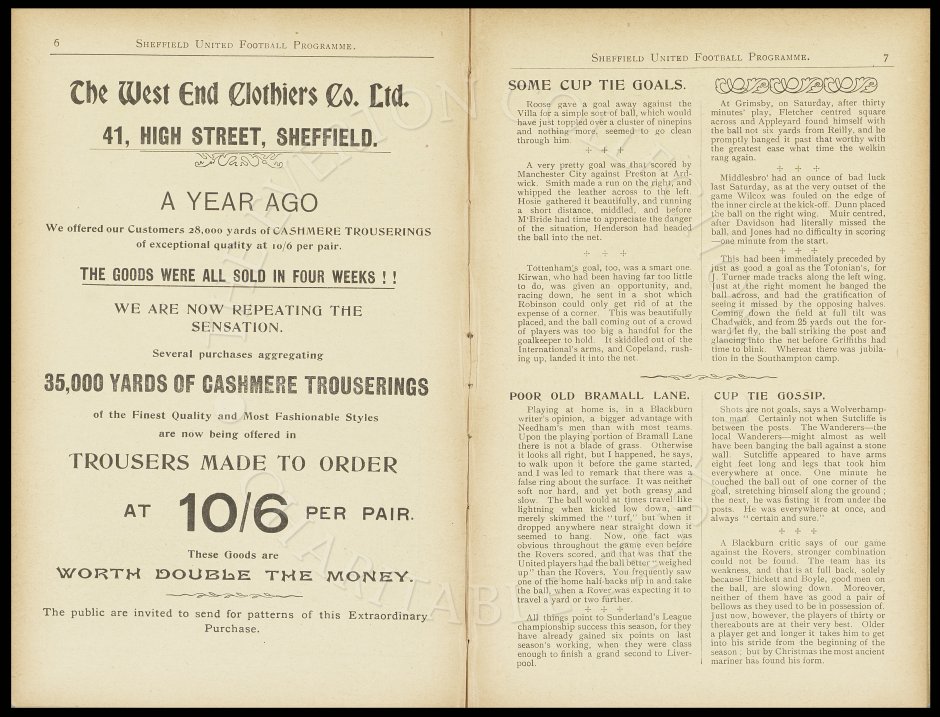 6
SHEFFIELD UNITED FOOTBALL PROGRAMME.
The West End Clothiers Co. Ltd.
41, HIGH STREET, SHEFFIELD.
A YEAR AGO
We offered our Customers 28,000 yards of CASHMERE TROUSERINGS
of exceptional quality at 10/6 per pair.
THE GOODS WERE ALL SOLD IN FOUR WEEKS ! !
WE ARE NOW REPEATING THE
SENSATION.
Several purchases aggregating
35,000 YARDS OF CASHMERE TROUSERINGS
of the Finest Quality and Most Fashionable Styles
are now being offered in
TROUSERS MADE TO ORDER
AT 10/6 PER PAIR.
These Goods are
WORTH DOUBLE THE MONEY.
The public are invited to send for patterns of this Extraordinary
Purchase.
SHEFFIELD UNITED FOOTBALL PROGRAMME.
7
SOME CUP TIE GOALS.
Roose gave a goal away against the
Villa for a simple sort of ball, which would
have just toppled over a cluster of ninepins
and nothing more, seemed to go clean
through him.
A very pretty goal was that scored by
Manchester City against Preston at Ard-
wick. Smith made a run on the right, and
whipped the leather across to the left.
Hosie gathered it beautifully, and running
a short distance, middled, and before
M'Bride had time to appreciate the danger
of the situation, Henderson had headed
the ball into the net.
Tottenham's goal, too, was a smart one.
Kirwan, who had been having far too little
to do, was given an opportunity, and,
racing down, he sent in a shot which
Robinson could only get rid of at the
expense of a corner. This was beautifully
placed, and the ball coming out of a crowd
of players was too big a handful for the
goalkeeper to hold. It skidded out of the
International's arms, and Copeland, rush-
ing up, landed it into the net.
At Grimsby, on Saturday, after thirty
minutes' play, Fletcher centred square
across and Appleyard found himself with
the ball not six yards from Reilly, and he
promptly banged it past that worthy with
the greatest ease what time the welkin
rang again.
Middlesbro' had an ounce of bad luck
last Saturday, as at the very outset of the
game Wilcox was fouled on the edge of
the inner circle at the kick-off. Dunn placed
the ball on the right wing. Muir centred,
after Davidson had literally missed the
ball, and Jones had no difficulty in scoring
—one minute from the start.
This had been immediately preceded by
just as good a goal as the Totonian's, for
J. Turner made tracks along the left wing.
Just at the right moment he banged the
ball across, and had the gratification of
seeing it missed by the opposing halves.
Coming down the field at full tilt was
Chadwick, and from 25 yards out the for-
ward let fly, the ball striking the post and
glancing into the net before Griffiths had
time to blink. Whereat there was jubila-
tion in the Southampton camp.
POOR OLD BRAMALL LANE.
Playing at home is, in a Blackburn
writer's opinion, a bigger advantage with
Needham's men than with most teams.
Upon the playing portion of Bramall Lane
there is not a blade of grass. Otherwise
it looks all right, but I happened, he says,
to walk upon it before the game started,
and I was led to remark that there was a
false ring about the surface. It was neither
soft nor hard, and yet both greasy and
slow. The ball would at times travel like
lightning when kicked low down, and
merely skimmed the "turf," but when it
dropped anywhere near straight down it
seemed to hang. Now, one fact was
obvious throughout the game even before
the Rovers scored, and that was that the
United players had the ball better "weighed
up" than the Rovers. You frequently saw
one of the home half-backs nip in and take
the ball, when a Rover was expecting it to
travel a yard or two further.
All things point to Sunderland's League
championship success this season, for they
have already gained six points on last
season's working, when they were class
enough to finish a grand second to Liver-
pool.
CUP TIE GOSSIP.
Shots are not goals, says a Wolverhamp-
ton man. Certainly not when Sutcliffe is
between the posts. The Wanderers—the
local Wanderers—might almost as well
have been banging the ball against a stone
wall. Sutcliffe appeared to have arms
eight feet long and legs that took him
everywhere at once. One minute he
touched the ball out of one corner of the
goal, stretching himself along the ground ;
the next, he was fisting it from under the
posts. He was everywhere at once, and
always "certain and sure."
A Blackburn critic says of our game
against the Rovers, stronger combination
could not be found. The team has its
weakness, and that is at full back, solely
because Thickett and Boyle, good men on
the ball, are slowing down. Moreover,
neither of them have as good a pair of
bellows as they used to be in possession of.
Just now, however, the players of thirty or
thereabouts are at their very best. Older
a player get and longer it takes him to get
into his stride from the beginning of the
season ; but by Christmas the most ancient
mariner has found his form.